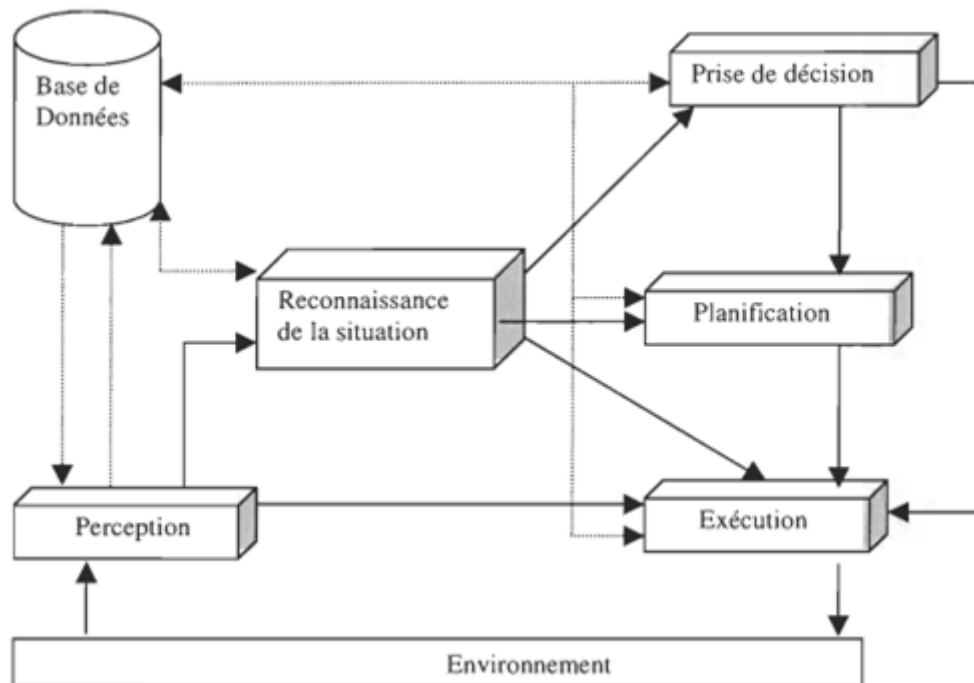 Base de
Données
Prise de décision
Reconnaissance
de la situation
Planification
Perception
Exécution
Environnement